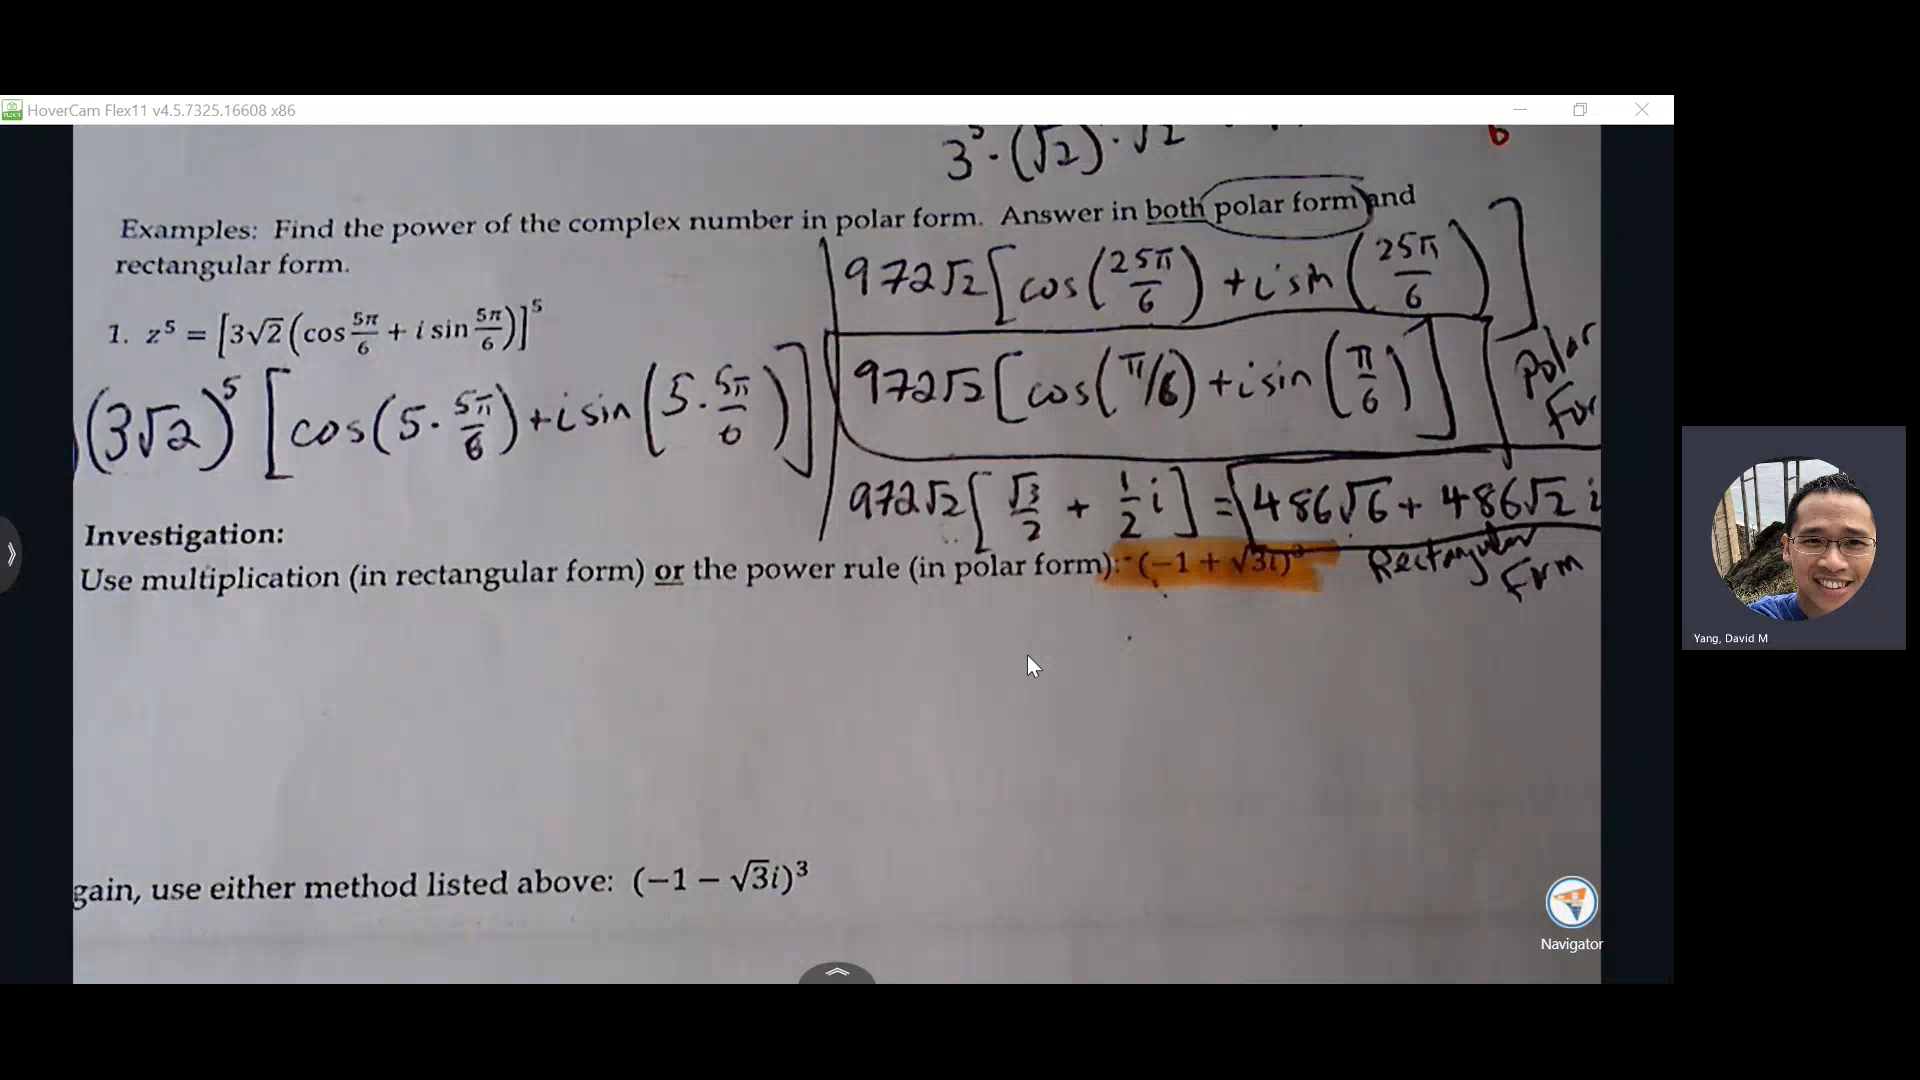 HoverCam Flex11 v4.5.7325.16608 x86
3⁵ · (√2) · √2
6
Examples: Find the power of the complex number in polar form. Answer in both polar form and
rectangular form.
1. z⁵ = [3√2(cos 5π/6 + i sin 5π/6)]⁵
(3√2)⁵ [cos(5 · 5π/6) + i sin(5 · 5π/6)]
972√2 [cos(25π/6) + i sin(25π/6)]
972√2 [cos(π/6) + i sin(π/6)]
Polar
For
972√2 [√3/2 + 1/2 i] = 486√6 + 486√2 i
Rectangular
Form
Investigation:
Use multiplication (in rectangular form) or the power rule (in polar form): (−1 + √3i)³
gain, use either method listed above: (−1 − √3i)³
Navigator
Yang, David M